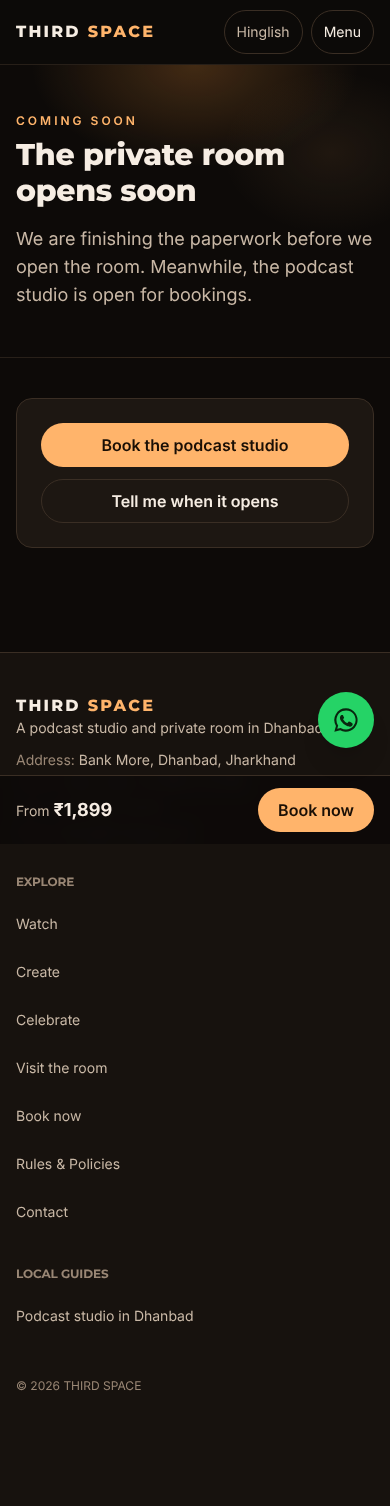 THIRD SPACE
Hinglish
Menu
COMING SOON
The private room
opens soon
We are finishing the paperwork before we
open the room. Meanwhile, the podcast
studio is open for bookings.
Book the podcast studio
Tell me when it opens
THIRD SPACE
A podcast studio and private room in Dhanbad
Address: Bank More, Dhanbad, Jharkhand
From ₹1,899
Book now
EXPLORE
Watch
Create
Celebrate
Visit the room
Book now
Rules & Policies
Contact
LOCAL GUIDES
Podcast studio in Dhanbad
© 2026 THIRD SPACE